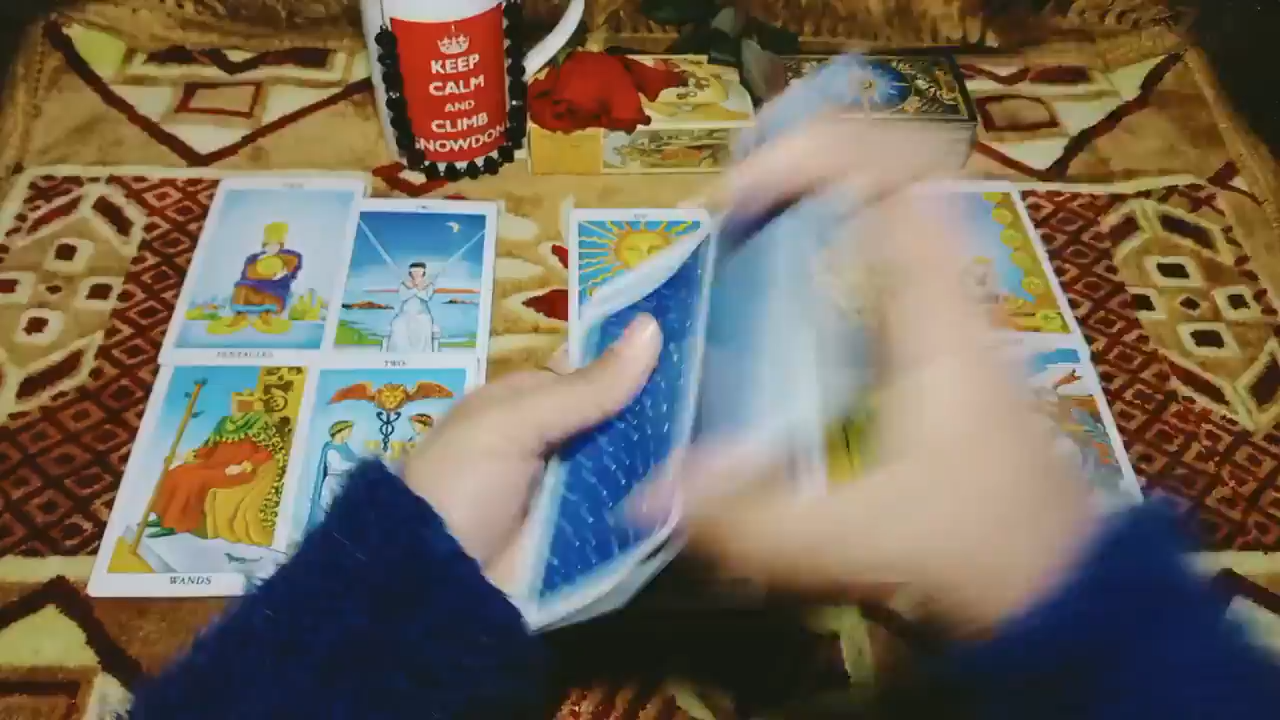 KEEP
CALM
AND
CLIMB
SNOWDON
PENTACLES
TWO
WANDS